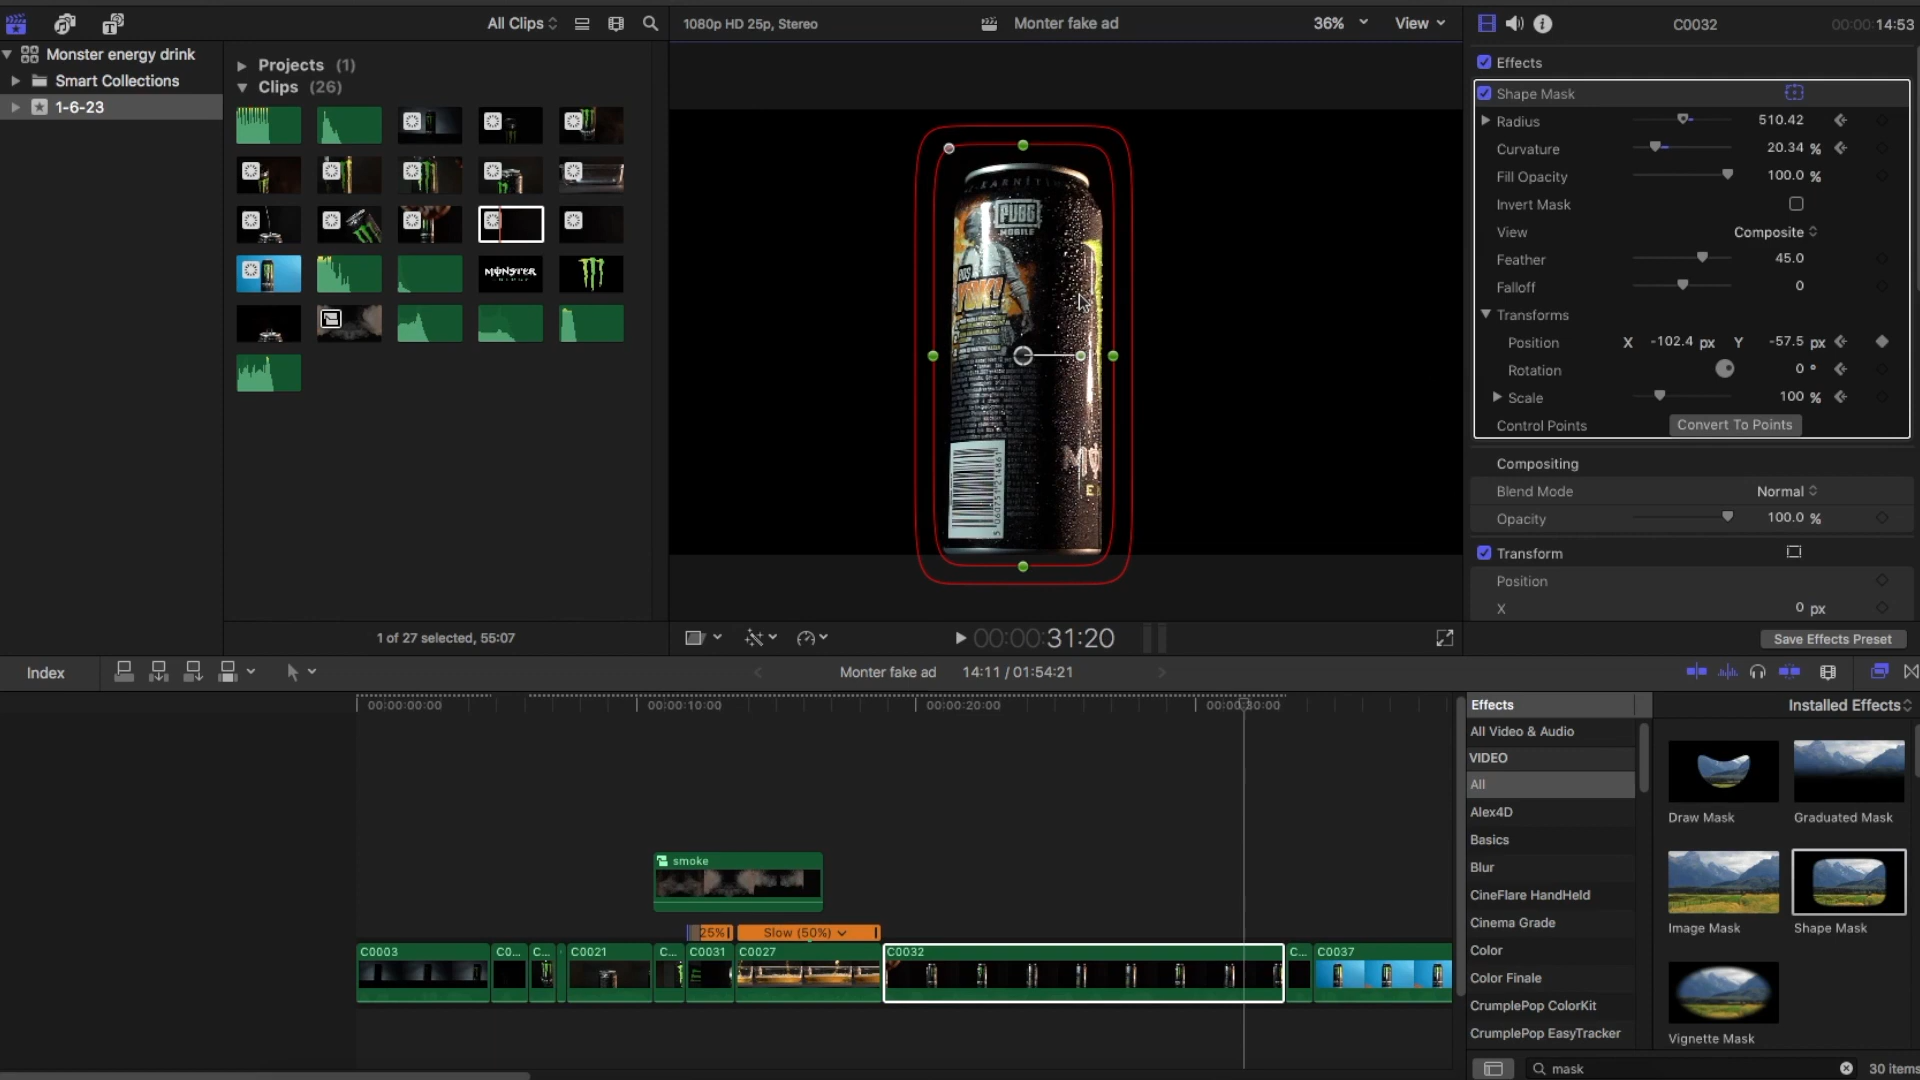 All Clips
1080p HD 25p, Stereo
Monter fake ad
36%
View
C0032
00:00:14:53
Monster energy drink
Smart Collections
1-6-23
Projects (1)
Clips (26)
MONSTER
1 of 27 selected, 55:07
PUBG
MOBILE
00:00:31:20
Effects
Shape Mask
Radius 510.42
Curvature 20.34 %
Fill Opacity 100.0 %
Invert Mask
View Composite
Feather 45.0
Falloff 0
Transforms
Position X -102.4 px Y -57.5 px
Rotation 0 °
Scale 100 %
Control Points Convert To Points
Compositing
Blend Mode Normal
Opacity 100.0 %
Transform
Position
X 0 px
Save Effects Preset
Index
Monter fake ad 14:11 / 01:54:21
00:00:00:00
00:00:10:00
00:00:20:00
00:00:30:00
smoke
25%
Slow (50%)
C0003
C0...
C...
C0021
C...
C0031
C0027
C0032
C...
C0037
Effects
Installed Effects
All Video & Audio
VIDEO
All
Alex4D
Basics
Blur
CineFlare HandHeld
Cinema Grade
Color
Color Finale
CrumplePop ColorKit
CrumplePop EasyTracker
Draw Mask
Graduated Mask
Image Mask
Shape Mask
Vignette Mask
mask
30 items